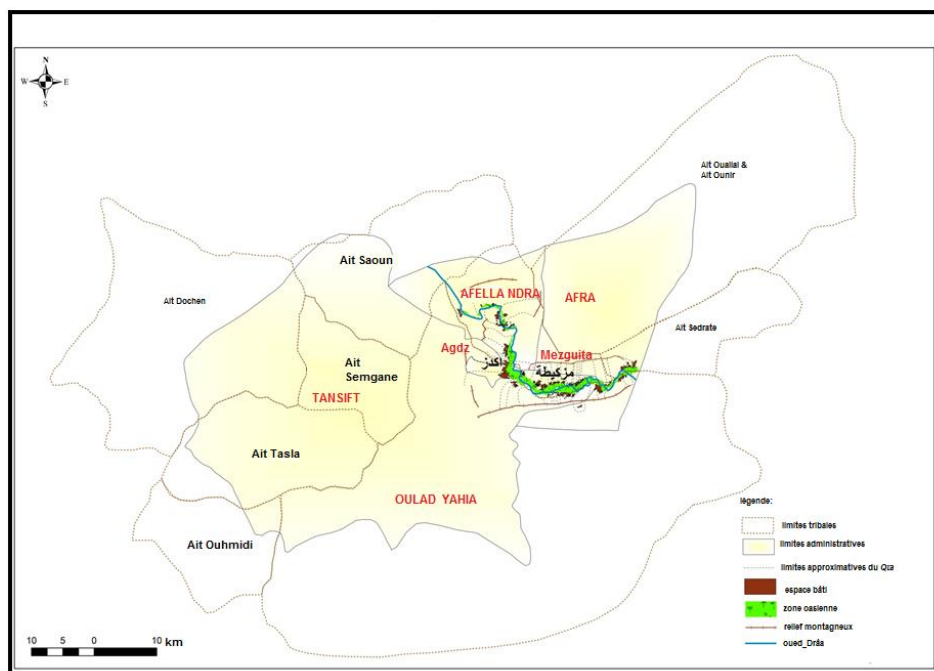 N
W E
S
Ait Ouallal &
Ait Ounir
Ait Saoun
Ait Dochen
AFELLA NDRA
AFRA
Ait Sedrate
Agdz
Mezguita
أكدز
مزكيطة
Ait
Semgane
TANSIFT
Ait Tasla
OULAD YAHIA
Ait Ouhmidi
légende:
limites tribales
limites administratives
limites approximatives du Qta
espace bâti
zone oasienne
relief montagneux
oued_Drâa
10 5 0 10 km